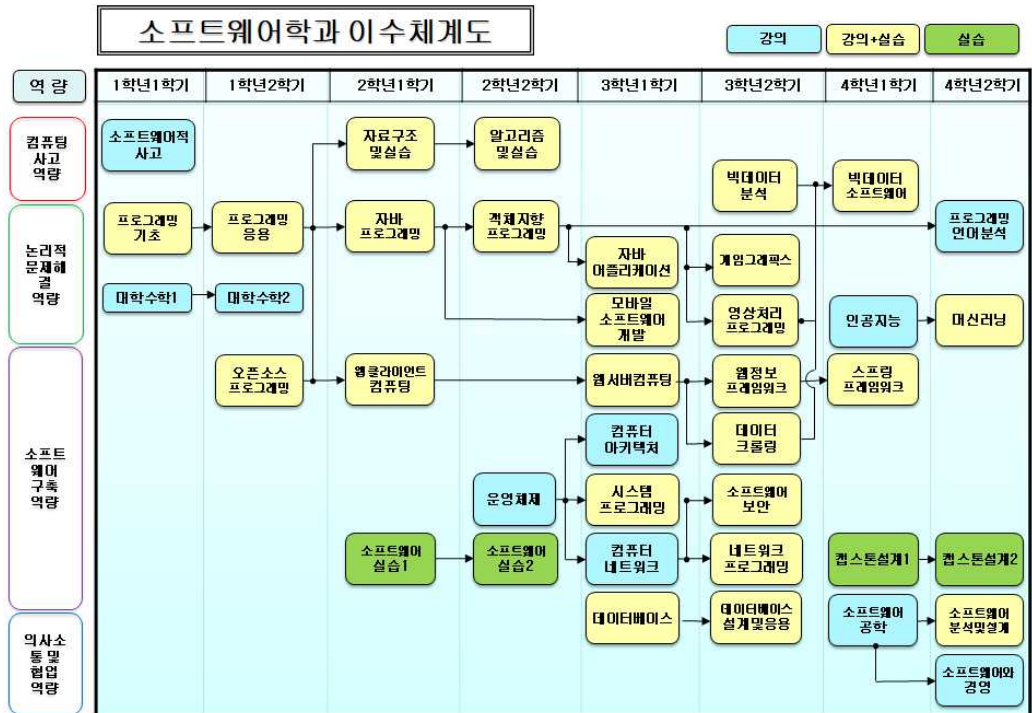 소프트웨어학과 이수체계도
강의
강의+실습
실습
역 량
1학년1학기
1학년2학기
2학년1학기
2학년2학기
3학년1학기
3학년2학기
4학년1학기
4학년2학기
컴퓨팅
사고
역량
소프트웨어적
사고
자료구조
및실습
알고리즘
및실습
빅데이터
분석
빅데이터
소프트웨어
논리적
문제해
결
역량
프로그래밍
기초
프로그래밍
응용
자바
프로그래밍
객체지향
프로그래밍
프로그래밍
언어분석
자바
어플리케이션
게임그래픽스
대학수학1
대학수학2
모바일
소프트웨어
개발
영상처리
프로그래밍
인공지능
머신러닝
소프트
웨어
구축
역량
오픈소스
프로그래밍
웹클라이언트
컴퓨팅
웹서버컴퓨팅
웹정보
프레임워크
스프링
프레임워크
컴퓨터
아키텍처
데이터
크롤링
운영체제
시스템
프로그래밍
소프트웨어
보안
소프트웨어
실습1
소프트웨어
실습2
컴퓨터
네트워크
네트워크
프로그래밍
캡스톤설계1
캡스톤설계2
의사소
통 및
협업
역량
데이터베이스
데이터베이스
설계및응용
소프트웨어
공학
소프트웨어
분석및설계
소프트웨어와
경영